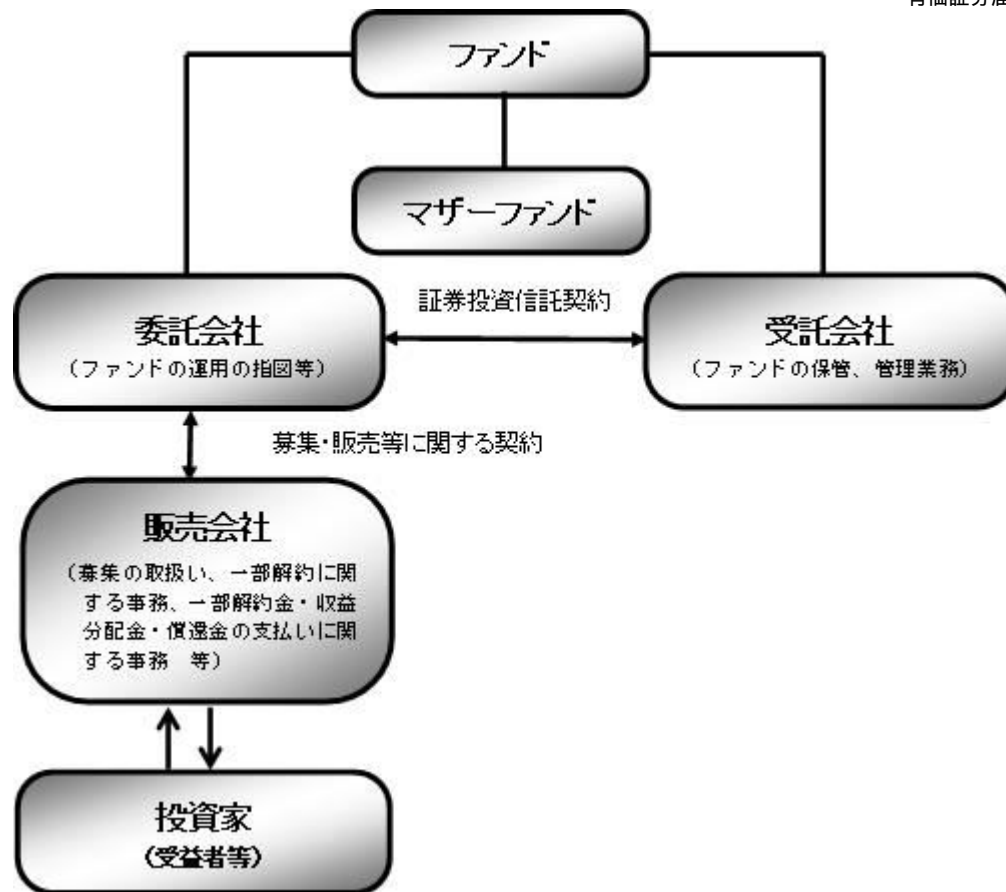 ファンド
マザーファンド
証券投資信託契約
委託会社
（ファンドの運用の指図等）
受託会社
（ファンドの保管、管理業務）
募集･販売等に関する契約
販売会社
（募集の取扱い、一部解約に関
する事務、一部解約金・収益
分配金・償還金の支払いに関
する事務　等）
投資家
（受益者等）